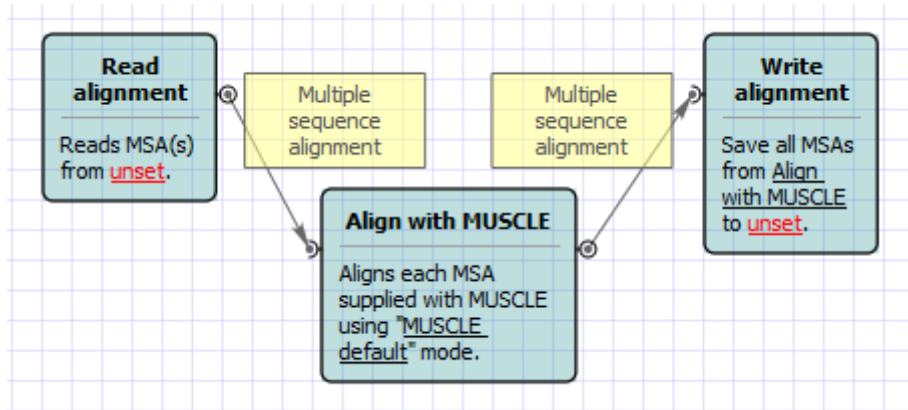 Read
alignment
Reads MSA(s)
from unset.
Multiple
sequence
alignment
Align with MUSCLE
Aligns each MSA
supplied with MUSCLE
using "MUSCLE
default" mode.
Multiple
sequence
alignment
Write
alignment
Save all MSAs
from Align
with MUSCLE
to unset.